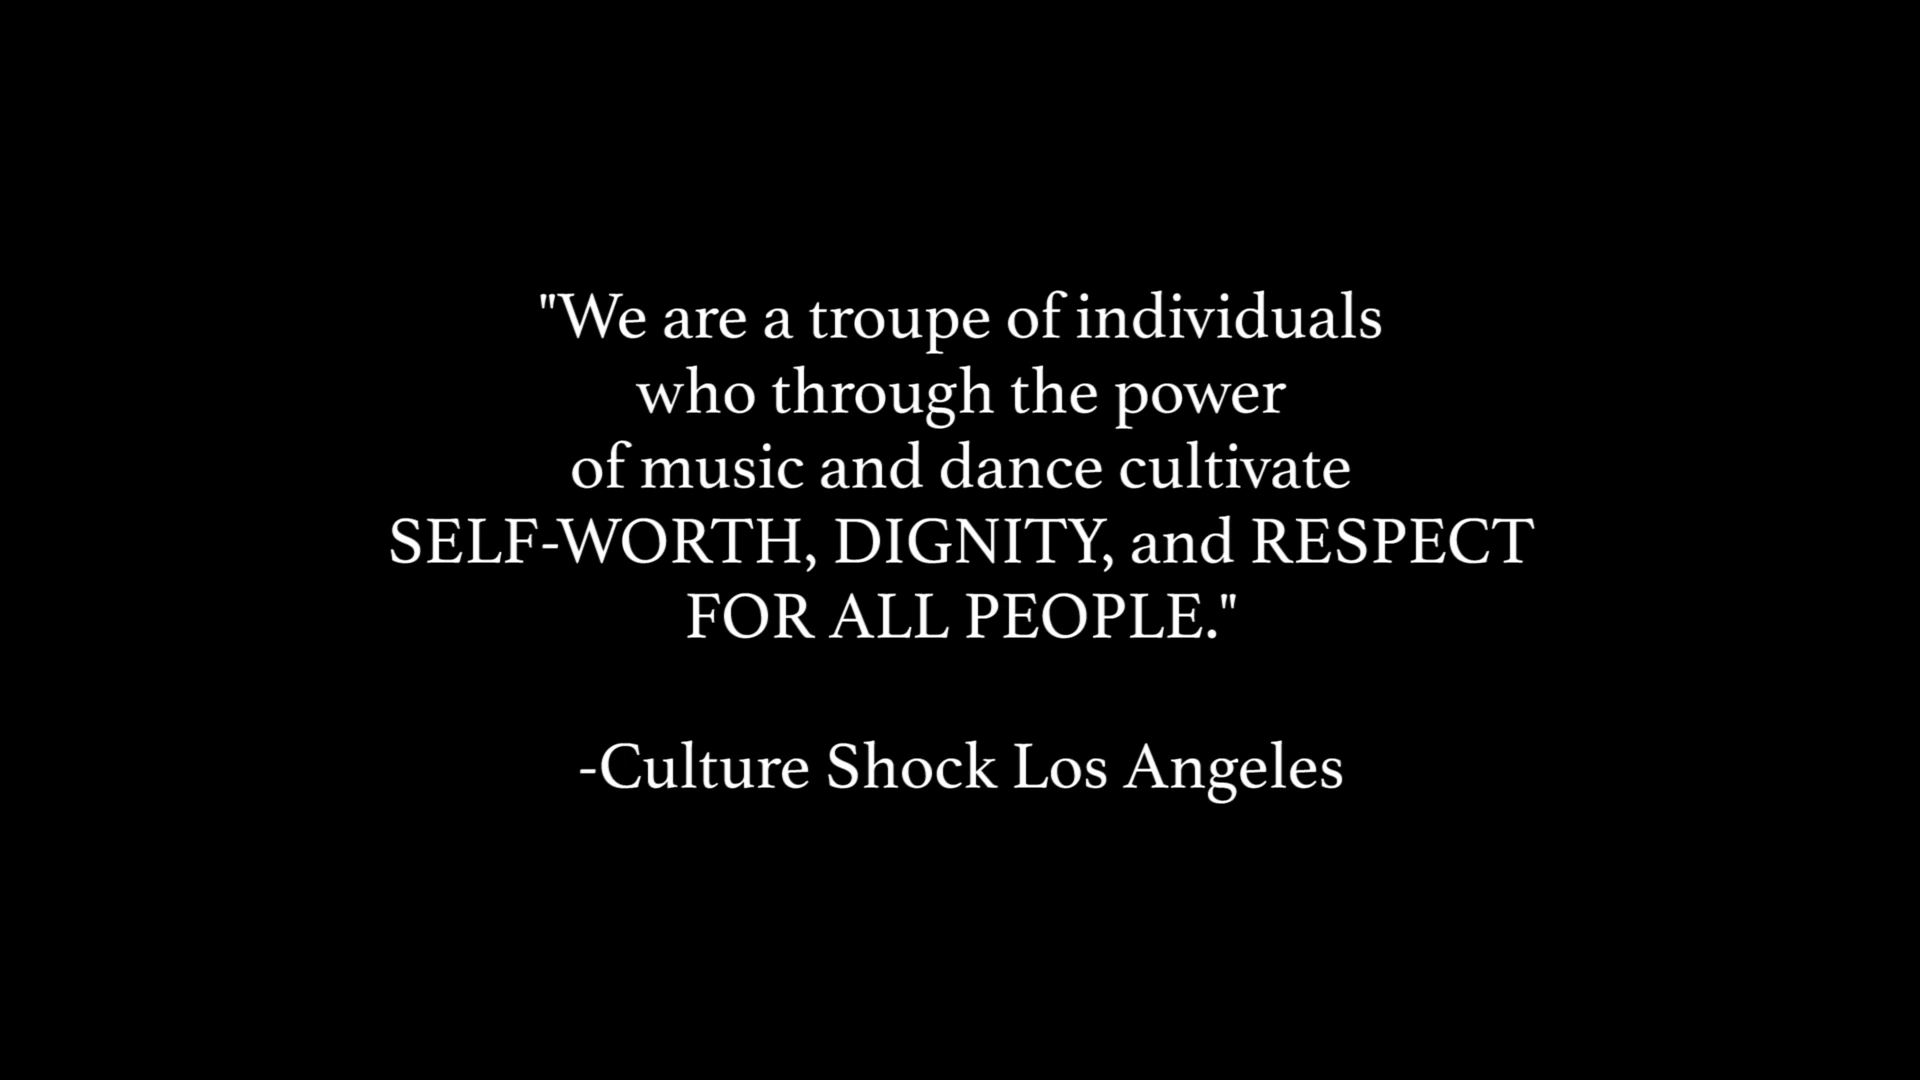 "We are a troupe of individuals
who through the power
of music and dance cultivate
SELF-WORTH, DIGNITY, and RESPECT
FOR ALL PEOPLE."
-Culture Shock Los Angeles